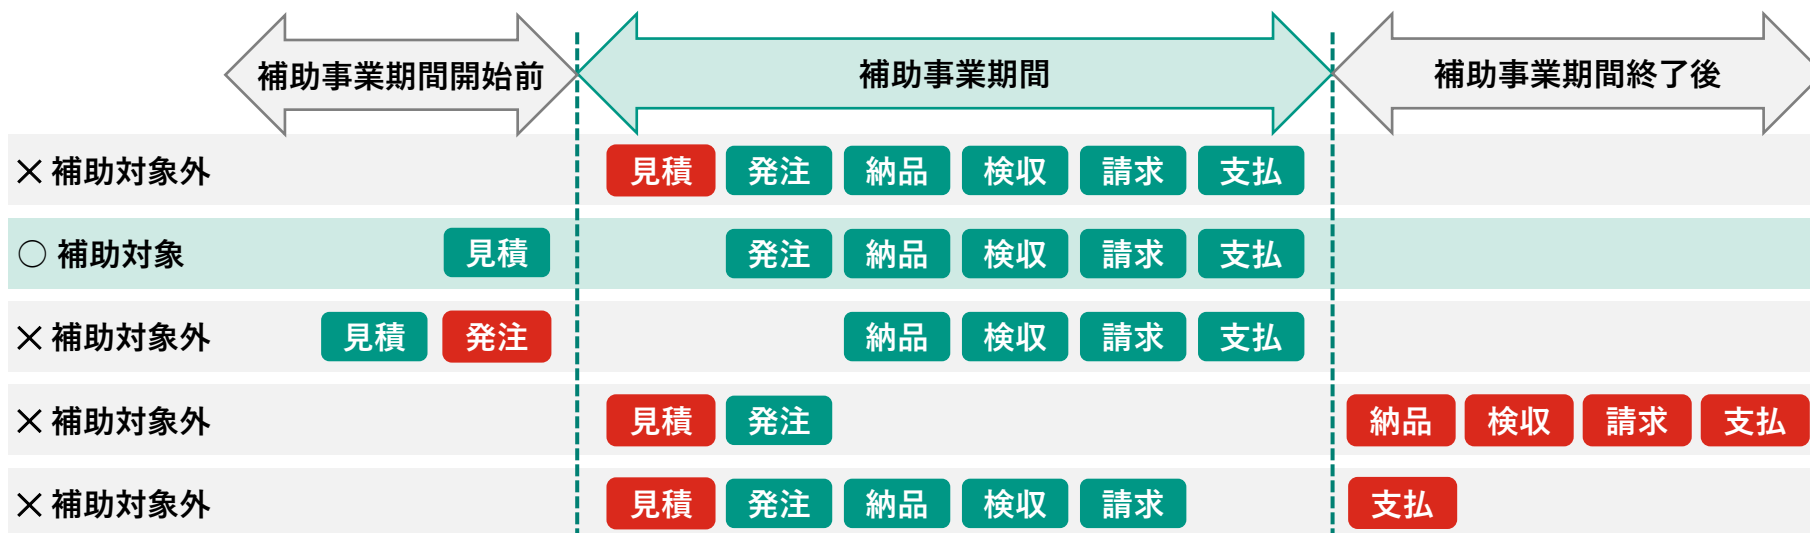 補助事業期間開始前 補助事業期間 補助事業期間終了後
× 補助対象外 見積 発注 納品 検収 請求 支払
○ 補助対象 見積 発注 納品 検収 請求 支払
× 補助対象外 見積 発注 納品 検収 請求 支払
× 補助対象外 見積 発注 納品 検収 請求 支払
× 補助対象外 見積 発注 納品 検収 請求 支払